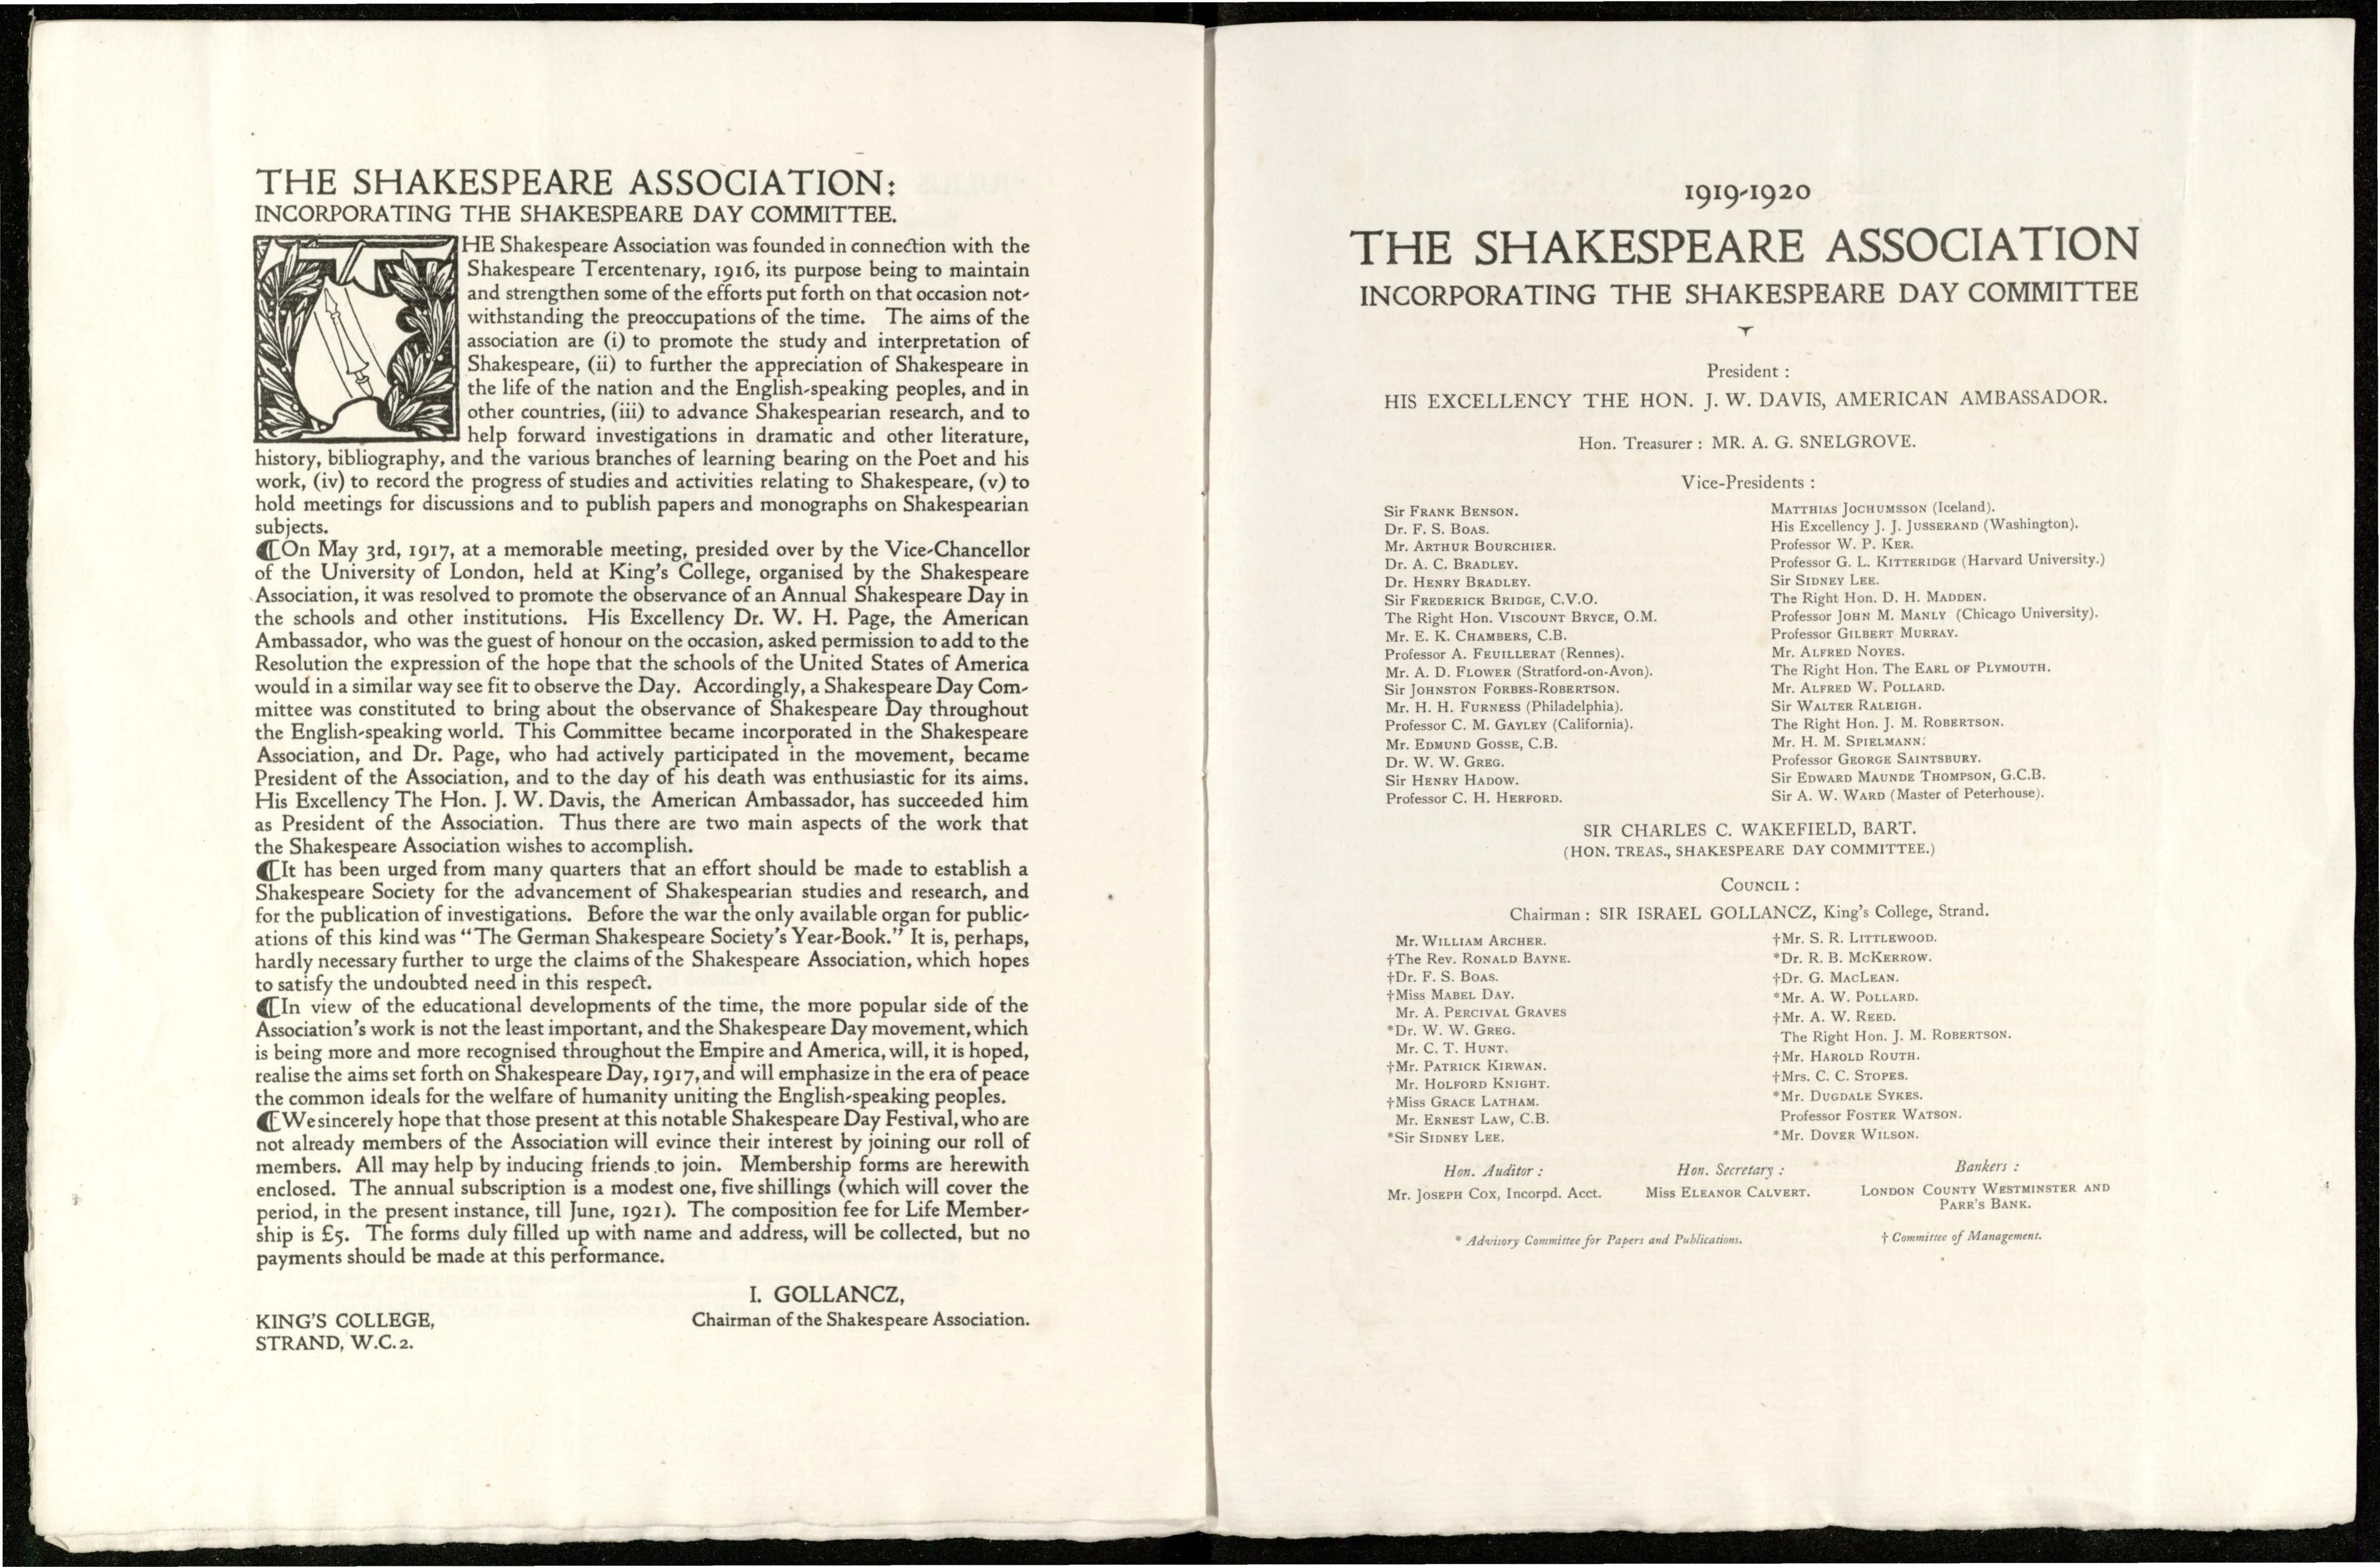 THE SHAKESPEARE ASSOCIATION:
INCORPORATING THE SHAKESPEARE DAY COMMITTEE.
THE Shakespeare Association was founded in connection with the
Shakespeare Tercentenary, 1916, its purpose being to maintain
and strengthen some of the efforts put forth on that occasion not-
withstanding the preoccupations of the time. The aims of the
association are (i) to promote the study and interpretation of
Shakespeare, (ii) to further the appreciation of Shakespeare in
the life of the nation and the English-speaking peoples, and in
other countries, (iii) to advance Shakespearian research, and to
help forward investigations in dramatic and other literature,
history, bibliography, and the various branches of learning bearing on the Poet and his
work, (iv) to record the progress of studies and activities relating to Shakespeare, (v) to
hold meetings for discussions and to publish papers and monographs on Shakespearian
subjects.
⁋On May 3rd, 1917, at a memorable meeting, presided over by the Vice-Chancellor
of the University of London, held at King's College, organised by the Shakespeare
Association, it was resolved to promote the observance of an Annual Shakespeare Day in
the schools and other institutions. His Excellency Dr. W. H. Page, the American
Ambassador, who was the guest of honour on the occasion, asked permission to add to the
Resolution the expression of the hope that the schools of the United States of America
would in a similar way see fit to observe the Day. Accordingly, a Shakespeare Day Com-
mittee was constituted to bring about the observance of Shakespeare Day throughout
the English-speaking world. This Committee became incorporated in the Shakespeare
Association, and Dr. Page, who had actively participated in the movement, became
President of the Association, and to the day of his death was enthusiastic for its aims.
His Excellency The Hon. J. W. Davis, the American Ambassador, has succeeded him
as President of the Association. Thus there are two main aspects of the work that
the Shakespeare Association wishes to accomplish.
⁋It has been urged from many quarters that an effort should be made to establish a
Shakespeare Society for the advancement of Shakespearian studies and research, and
for the publication of investigations. Before the war the only available organ for public-
ations of this kind was "The German Shakespeare Society's Year-Book." It is, perhaps,
hardly necessary further to urge the claims of the Shakespeare Association, which hopes
to satisfy the undoubted need in this respect.
⁋In view of the educational developments of the time, the more popular side of the
Association's work is not the least important, and the Shakespeare Day movement, which
is being more and more recognised throughout the Empire and America, will, it is hoped,
realise the aims set forth on Shakespeare Day, 1917, and will emphasize in the era of peace
the common ideals for the welfare of humanity uniting the English-speaking peoples.
⁋We sincerely hope that those present at this notable Shakespeare Day Festival, who are
not already members of the Association will evince their interest by joining our roll of
members. All may help by inducing friends to join. Membership forms are herewith
enclosed. The annual subscription is a modest one, five shillings (which will cover the
period, in the present instance, till June, 1921). The composition fee for Life Member-
ship is £5. The forms duly filled up with name and address, will be collected, but no
payments should be made at this performance.
I. GOLLANCZ,
Chairman of the Shakespeare Association.
KING'S COLLEGE,
STRAND, W.C.2.
1919-1920
THE SHAKESPEARE ASSOCIATION
INCORPORATING THE SHAKESPEARE DAY COMMITTEE
President :
HIS EXCELLENCY THE HON. J. W. DAVIS, AMERICAN AMBASSADOR.
Hon. Treasurer : MR. A. G. SNELGROVE.
Vice-Presidents :
Sir FRANK BENSON.
Dr. F. S. BOAS.
Mr. ARTHUR BOURCHIER.
Dr. A. C. BRADLEY.
Dr. HENRY BRADLEY.
Sir FREDERICK BRIDGE, C.V.O.
The Right Hon. VISCOUNT BRYCE, O.M.
Mr. E. K. CHAMBERS, C.B.
Professor A. FEUILLERAT (Rennes).
Mr. A. D. FLOWER (Stratford-on-Avon).
Sir JOHNSTON FORBES-ROBERTSON.
Mr. H. H. FURNESS (Philadelphia).
Professor C. M. GAYLEY (California).
Mr. EDMUND GOSSE, C.B.
Dr. W. W. GREG.
Sir HENRY HADOW.
Professor C. H. HERFORD.
MATTHIAS JOCHUMSSON (Iceland).
His Excellency J. J. JUSSERAND (Washington).
Professor W. P. KER.
Professor G. L. KITTERIDGE (Harvard University.)
Sir SIDNEY LEE.
The Right Hon. D. H. MADDEN.
Professor JOHN M. MANLY (Chicago University).
Professor GILBERT MURRAY.
Mr. ALFRED NOYES.
The Right Hon. The EARL OF PLYMOUTH.
Mr. ALFRED W. POLLARD.
Sir WALTER RALEIGH.
The Right Hon. J. M. ROBERTSON.
Mr. H. M. SPIELMANN.
Professor GEORGE SAINTSBURY.
Sir EDWARD MAUNDE THOMPSON, G.C.B.
Sir A. W. WARD (Master of Peterhouse).
SIR CHARLES C. WAKEFIELD, BART.
(HON. TREAS., SHAKESPEARE DAY COMMITTEE.)
COUNCIL :
Chairman : SIR ISRAEL GOLLANCZ, King's College, Strand.
Mr. WILLIAM ARCHER.
†The Rev. RONALD BAYNE.
†Dr. F. S. BOAS.
†Miss MABEL DAY.
Mr. A. PERCIVAL GRAVES
*Dr. W. W. GREG.
Mr. C. T. HUNT.
†Mr. PATRICK KIRWAN.
Mr. HOLFORD KNIGHT.
†Miss GRACE LATHAM.
Mr. ERNEST LAW, C.B.
*Sir SIDNEY LEE.
†Mr. S. R. LITTLEWOOD.
*Dr. R. B. MCKERROW.
†Dr. G. MACLEAN.
*Mr. A. W. POLLARD.
†Mr. A. W. REED.
The Right Hon. J. M. ROBERTSON.
†Mr. HAROLD ROUTH.
†Mrs. C. C. STOPES.
*Mr. DUGDALE SYKES.
Professor FOSTER WATSON.
*Mr. DOVER WILSON.
Hon. Auditor :
Mr. JOSEPH COX, Incorpd. Acct.
Hon. Secretary :
Miss ELEANOR CALVERT.
Bankers :
LONDON COUNTY WESTMINSTER AND
PARR'S BANK.
* Advisory Committee for Papers and Publications.
† Committee of Management.